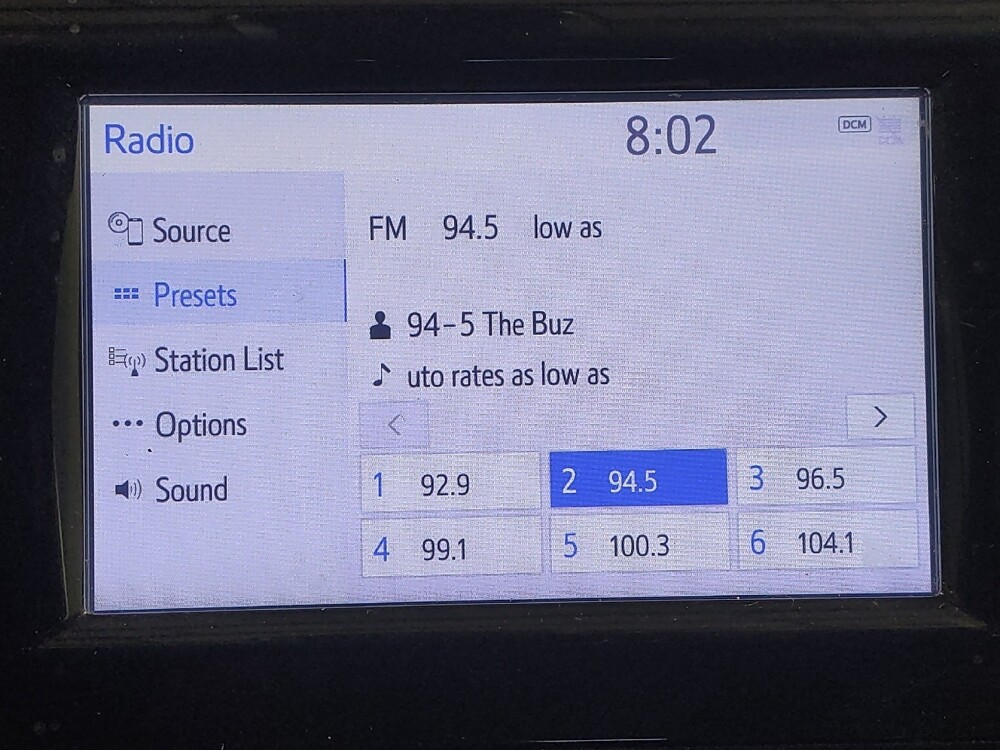 Radio 8:02 DCM
Source
FM 94.5 low as
Presets
94-5 The Buz
Station List
uto rates as low as
Options
< >
Sound
1 92.9 2 94.5 3 96.5
4 99.1 5 100.3 6 104.1